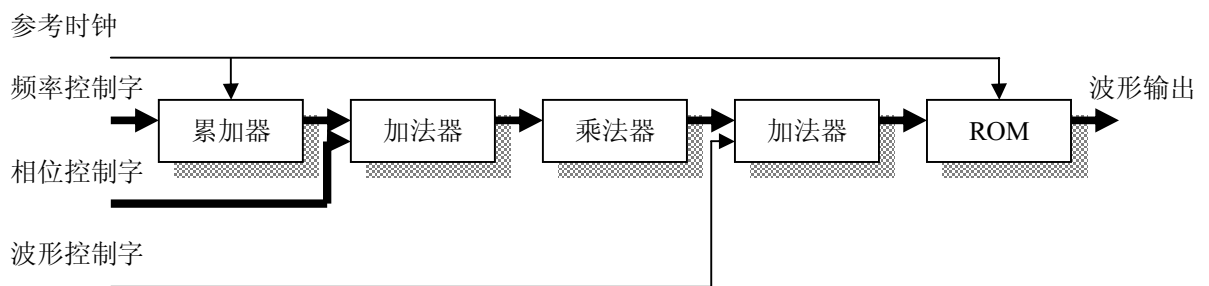 参考时钟
频率控制字
波形输出
累加器
加法器
乘法器
加法器
ROM
相位控制字
波形控制字